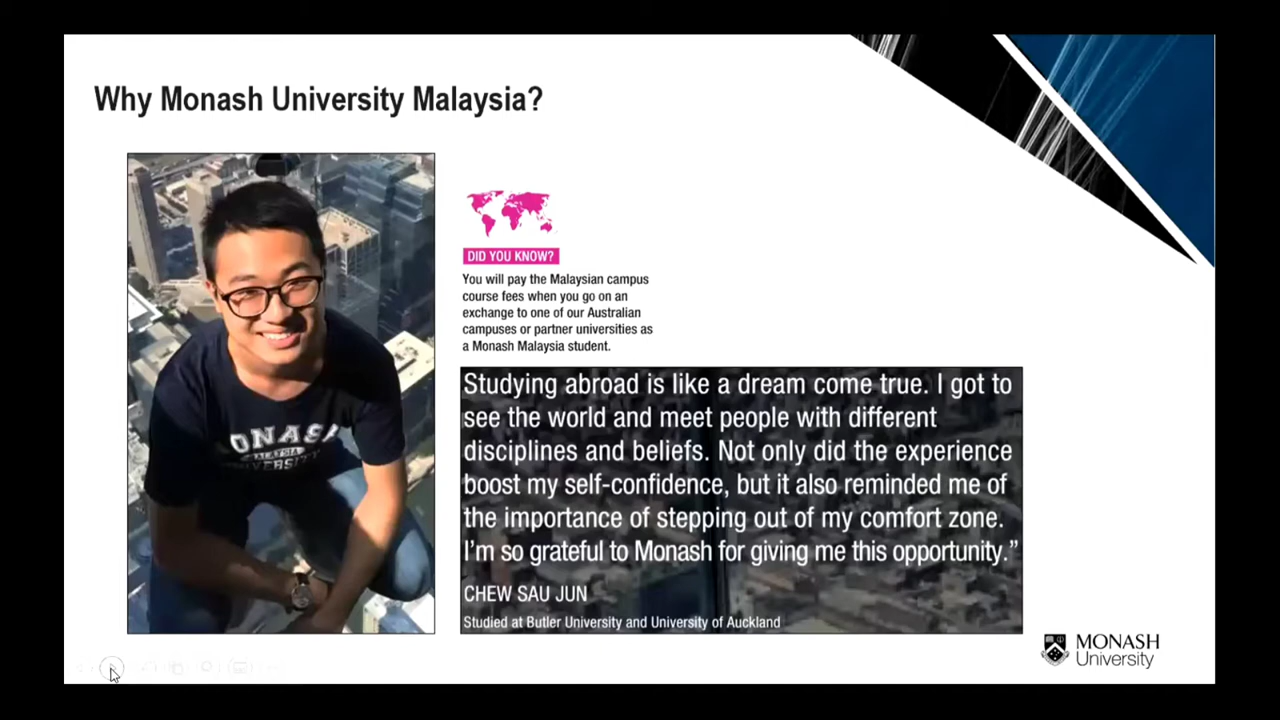 Why Monash University Malaysia?
DID YOU KNOW?
You will pay the Malaysian campus
course fees when you go on an
exchange to one of our Australian
campuses or partner universities as
a Monash Malaysia student.
Studying abroad is like a dream come true. I got to
see the world and meet people with different
disciplines and beliefs. Not only did the experience
boost my self-confidence, but it also reminded me of
the importance of stepping out of my comfort zone.
I'm so grateful to Monash for giving me this opportunity.”
CHEW SAU JUN
Studied at Butler University and University of Auckland
MONASH
MALAYSIA
UNIVERSITY
MONASH
University